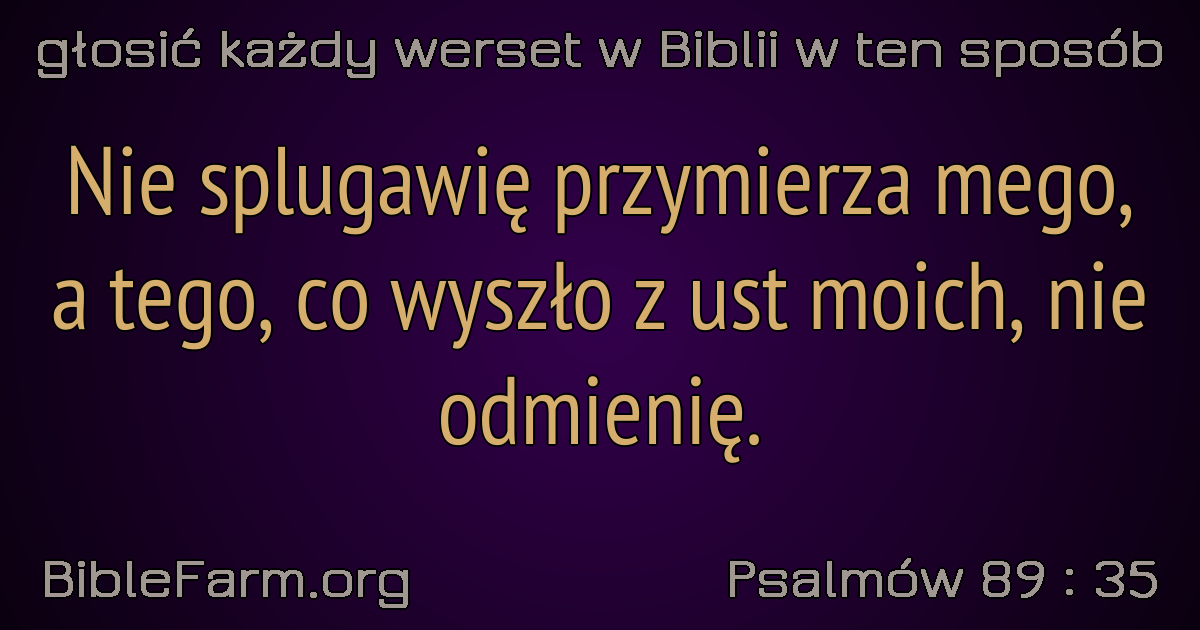 głosić każdy werset w Biblii w ten sposób
Nie splugawię przymierza mego,
a tego, co wyszło z ust moich, nie
odmienię.
BibleFarm.org
Psalmów 89 : 35